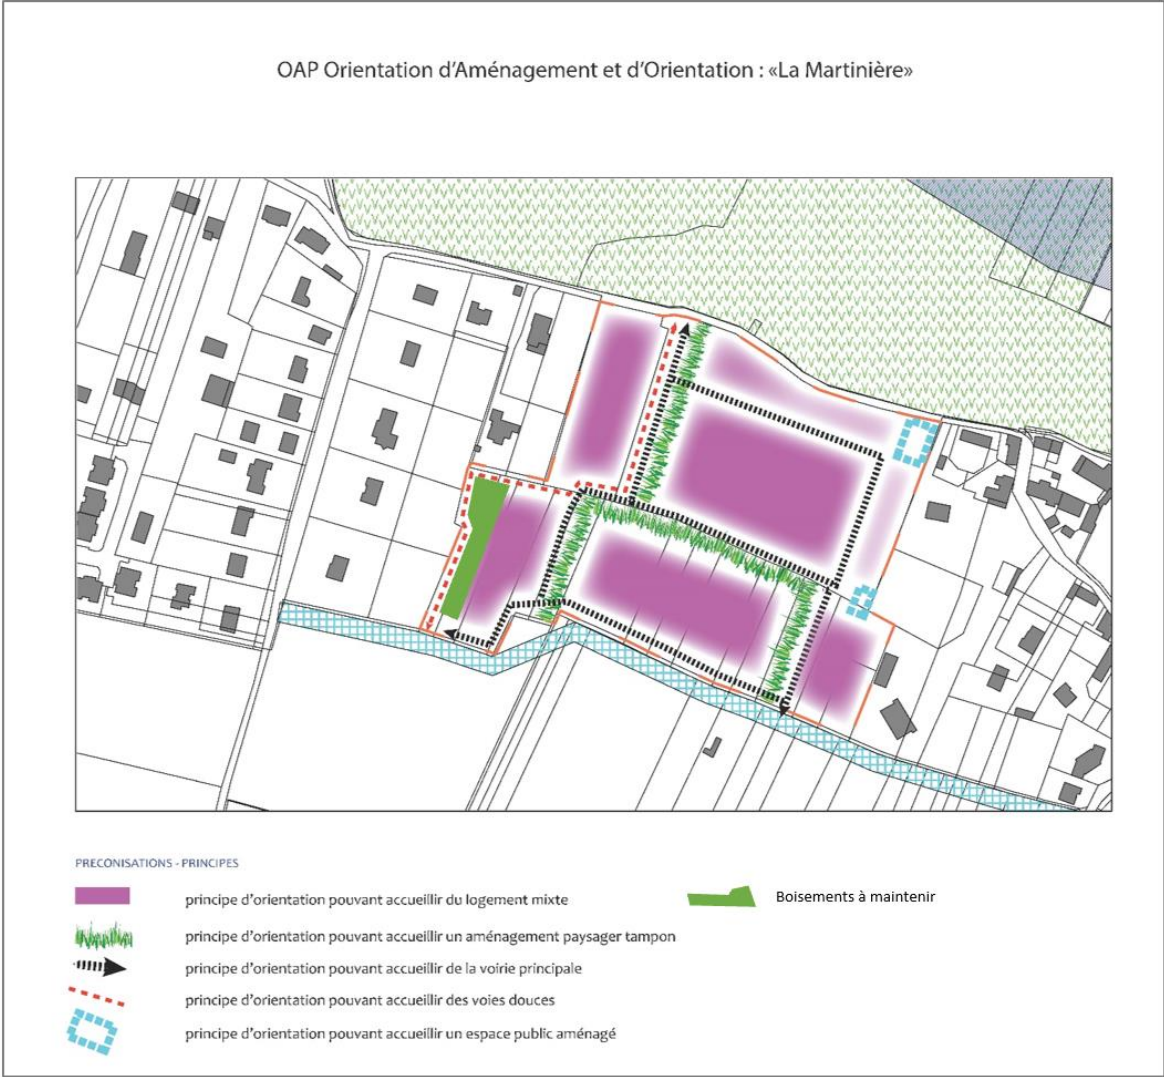 OAP Orientation d'Aménagement et d'Orientation : «La Martinière»
PRECONISATIONS - PRINCIPES
principe d'orientation pouvant accueillir du logement mixte
Boisements à maintenir
principe d'orientation pouvant accueillir un aménagement paysager tampon
principe d'orientation pouvant accueillir de la voirie principale
principe d'orientation pouvant accueillir des voies douces
principe d'orientation pouvant accueillir un espace public aménagé